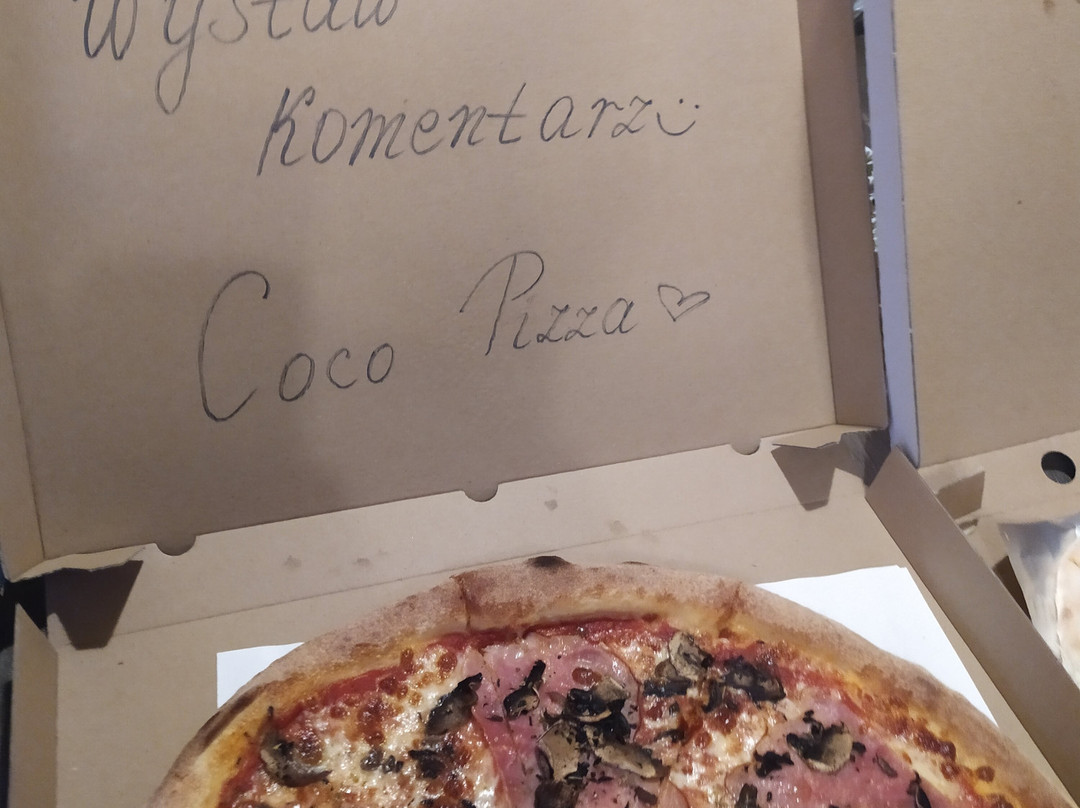 Wystaw
Komentarz :)
Coco Pizza ♡